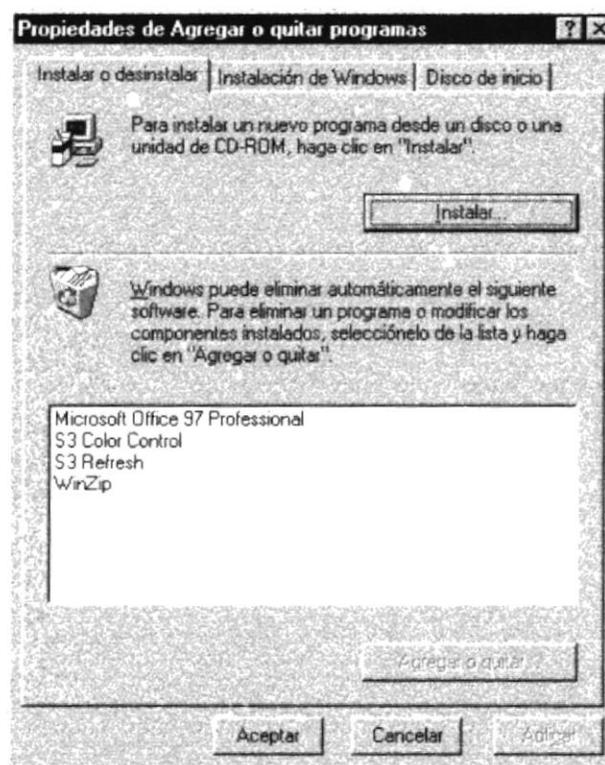 Propiedades de Agregar o quitar programas
Instalar o desinstalar Instalación de Windows Disco de inicio
Para instalar un nuevo programa desde un disco o una
unidad de CD-ROM, haga clic en "Instalar".
Instalar...
Windows puede eliminar automáticamente el siguiente
software. Para eliminar un programa o modificar los
componentes instalados, selecciónelo de la lista y haga
clic en "Agregar o quitar".
Microsoft Office 97 Professional
S3 Color Control
S3 Refresh
WinZip
Agregar o quitar...
Aceptar Cancelar Aplicar